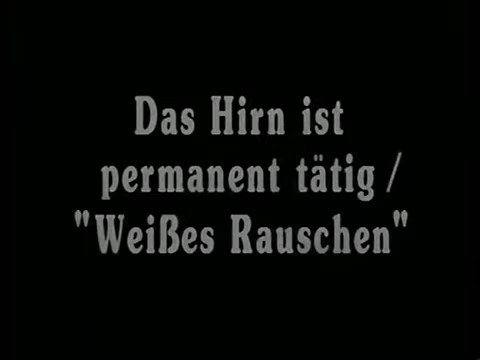 Das Hirn ist
permanent tätig /
"Weißes Rauschen"